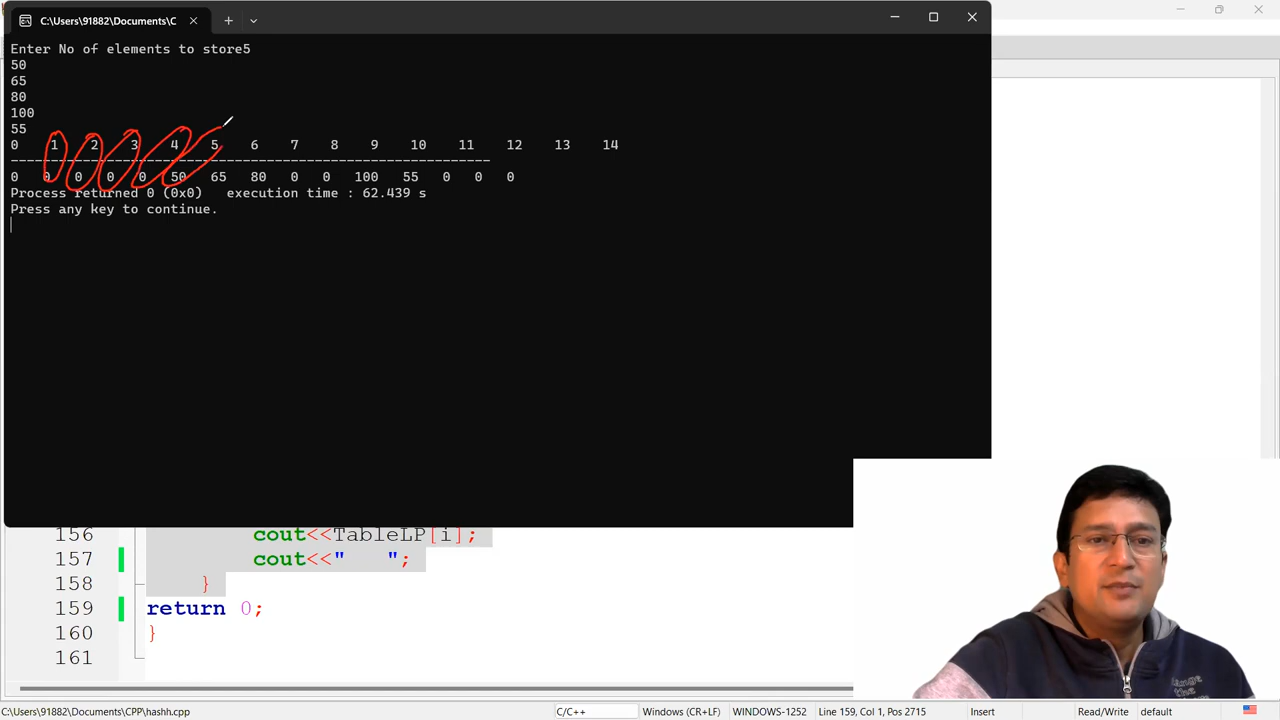 C:\Users\91882\Documents\C
Enter No of elements to store5
50
65
80
100
55
0 1 2 3 4 5 6 7 8 9 10 11 12 13 14
------------------------------------------------------------
0 0 0 0 0 50 65 80 0 0 100 55 0 0 0
Process returned 0 (0x0) execution time : 62.439 s
Press any key to continue.
156 cout<<TableLP[i];
157 cout<<" ";
158 }
159 return 0;
160 }
161
C:\Users\91882\Documents\CPP\hashh.cpp C/C++ Windows (CR+LF) WINDOWS-1252 Line 159, Col 1, Pos 2715 Insert Read/Write default